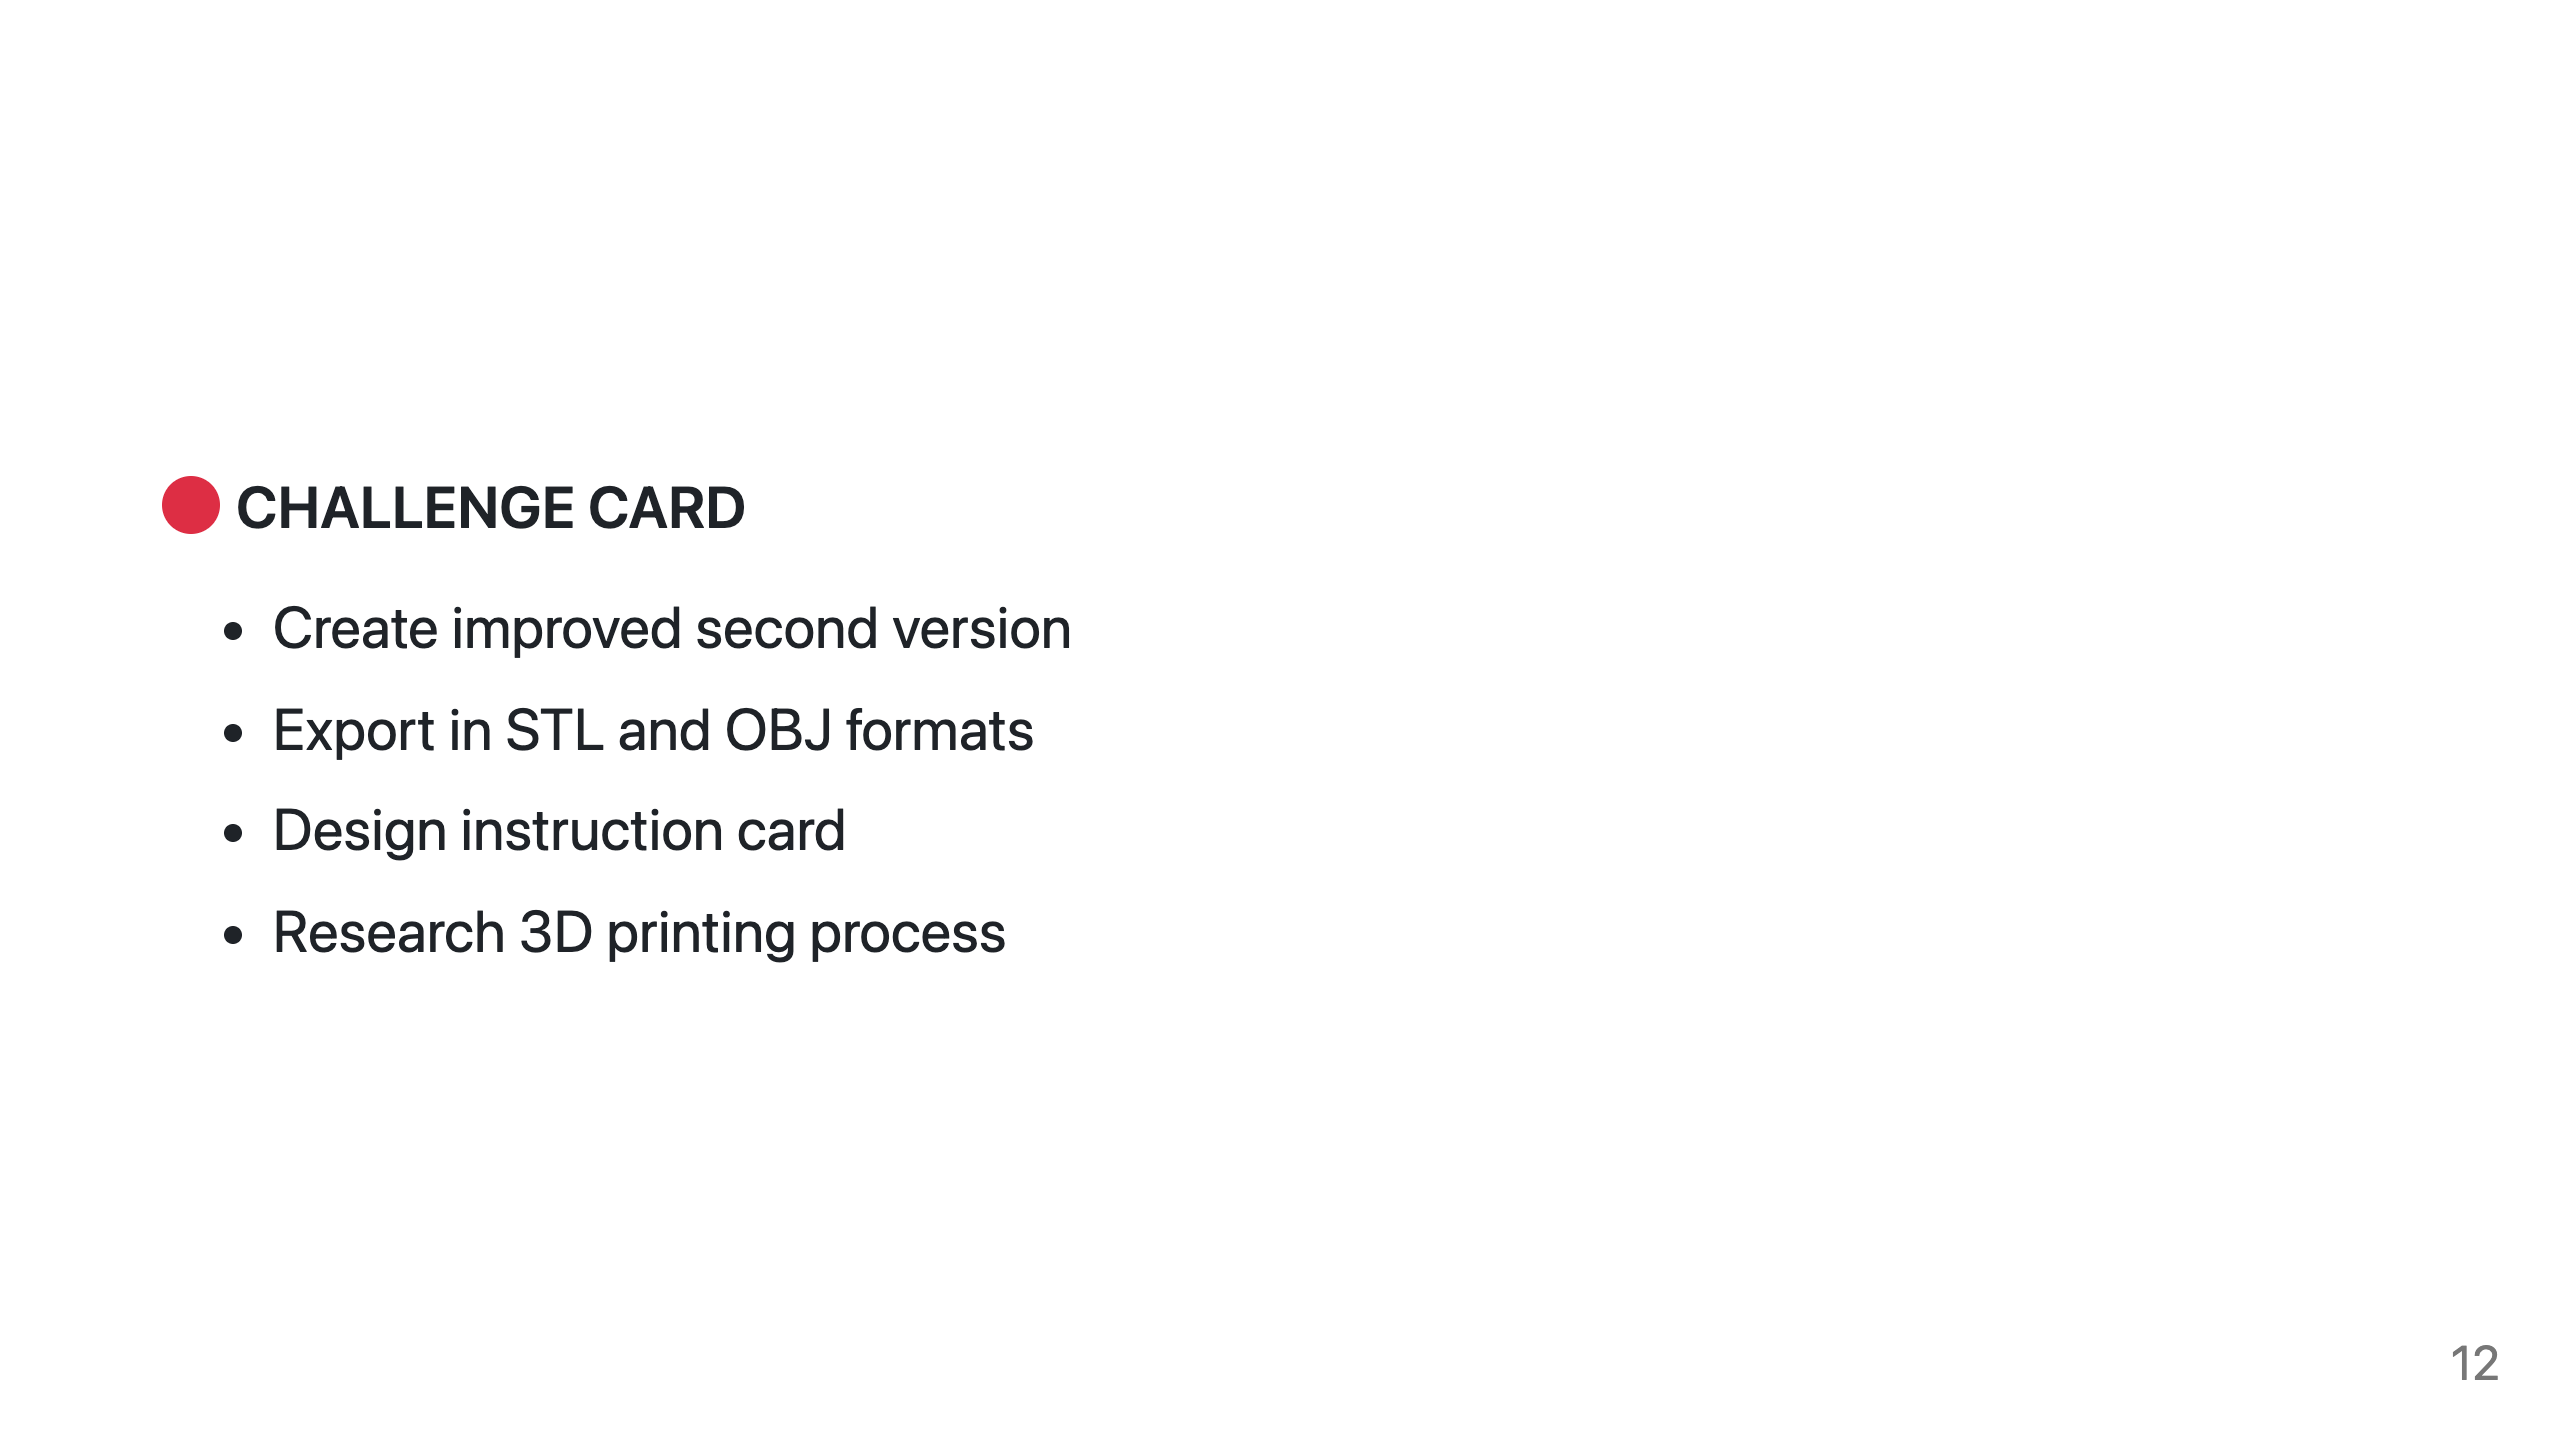 CHALLENGE CARD
Create improved second version
Export in STL and OBJ formats
Design instruction card
Research 3D printing process
12